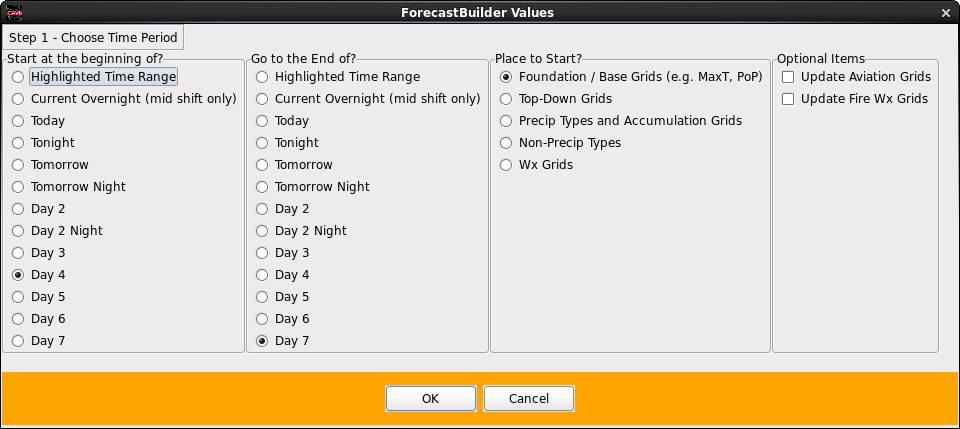 ForecastBuilder Values
Step 1 - Choose Time Period
Start at the beginning of?
Highlighted Time Range
Current Overnight (mid shift only)
Today
Tonight
Tomorrow
Tomorrow Night
Day 2
Day 2 Night
Day 3
Day 4
Day 5
Day 6
Day 7
Go to the End of?
Highlighted Time Range
Current Overnight (mid shift only)
Today
Tonight
Tomorrow
Tomorrow Night
Day 2
Day 2 Night
Day 3
Day 4
Day 5
Day 6
Day 7
Place to Start?
Foundation / Base Grids (e.g. MaxT, PoP)
Top-Down Grids
Precip Types and Accumulation Grids
Non-Precip Types
Wx Grids
Optional Items
Update Aviation Grids
Update Fire Wx Grids
OK
Cancel